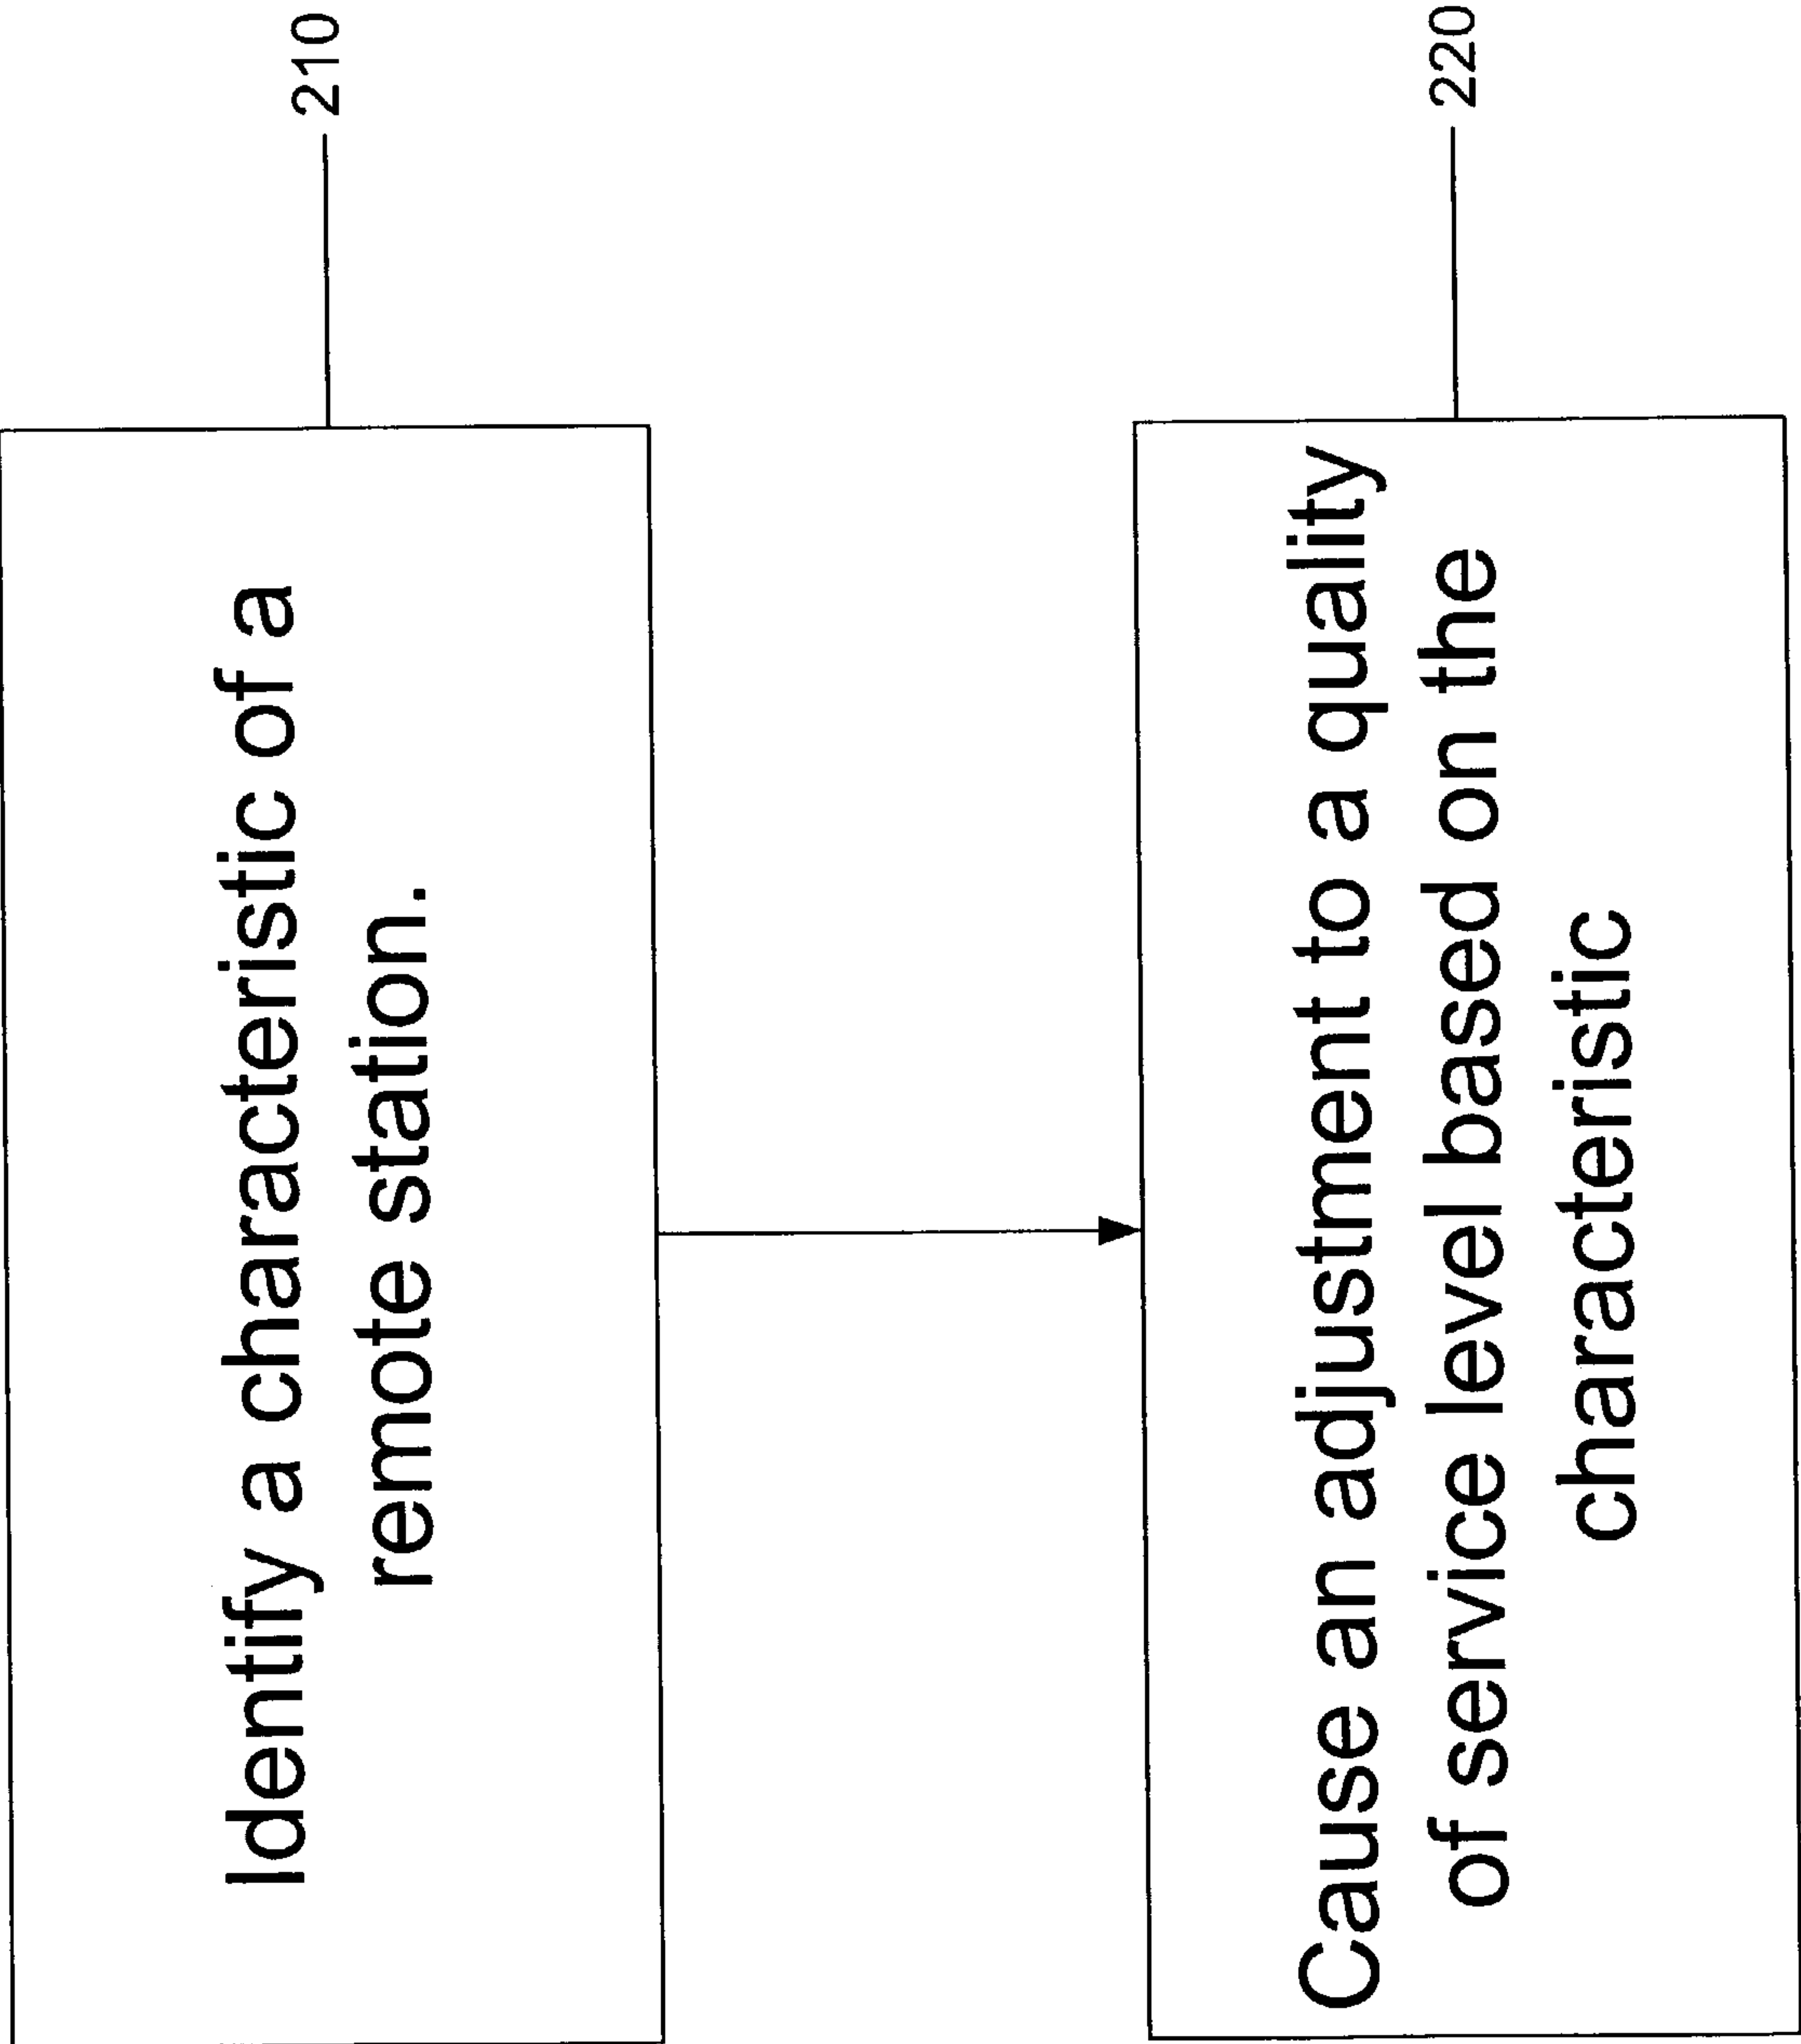 Identify a characteristic of a
remote station.
210
Cause an adjustment to a quality
of service level based on the
characteristic
220